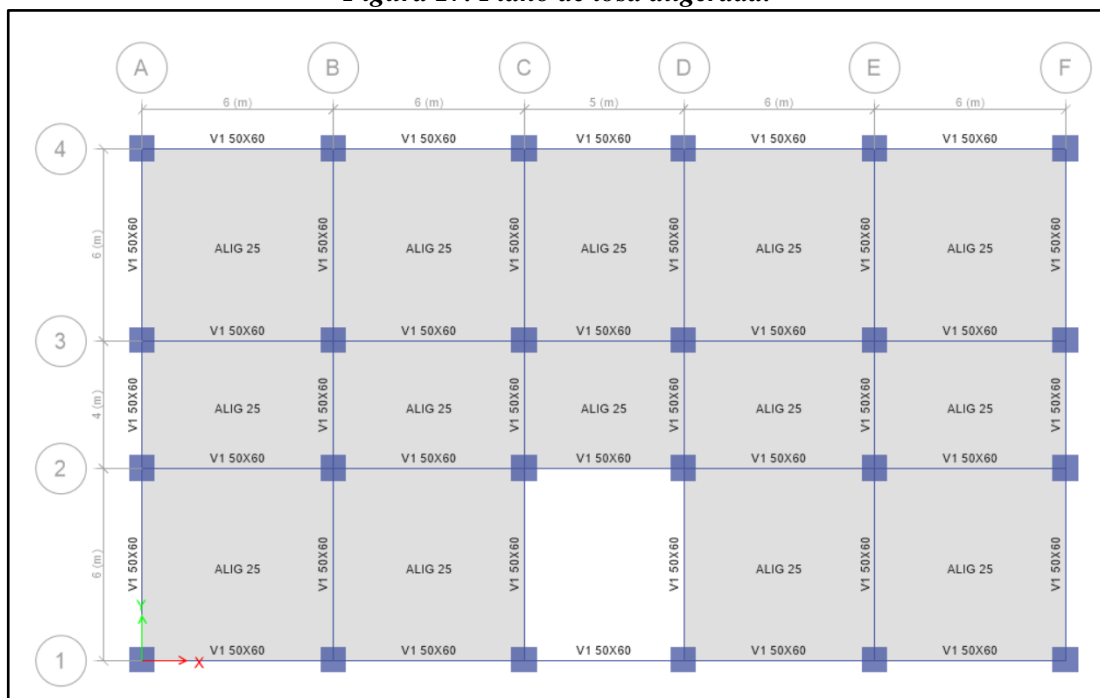 Plano de losa aligerada.
A B C D E F
6 (m) 6 (m) 5 (m) 6 (m) 6 (m)
V1 50X60 V1 50X60 V1 50X60 V1 50X60 V1 50X60
4
6 (m)
V1 50X60 V1 50X60 V1 50X60 V1 50X60 V1 50X60 V1 50X60
ALIG 25 ALIG 25 ALIG 25 ALIG 25 ALIG 25
V1 50X60 V1 50X60 V1 50X60 V1 50X60 V1 50X60
3
4 (m)
V1 50X60 V1 50X60 V1 50X60 V1 50X60 V1 50X60 V1 50X60
ALIG 25 ALIG 25 ALIG 25 ALIG 25 ALIG 25
V1 50X60 V1 50X60 V1 50X60 V1 50X60 V1 50X60
2
6 (m)
V1 50X60 V1 50X60 V1 50X60 V1 50X60 V1 50X60 V1 50X60
ALIG 25 ALIG 25 ALIG 25 ALIG 25
Y
V1 50X60 V1 50X60 V1 50X60 V1 50X60 V1 50X60
1
X